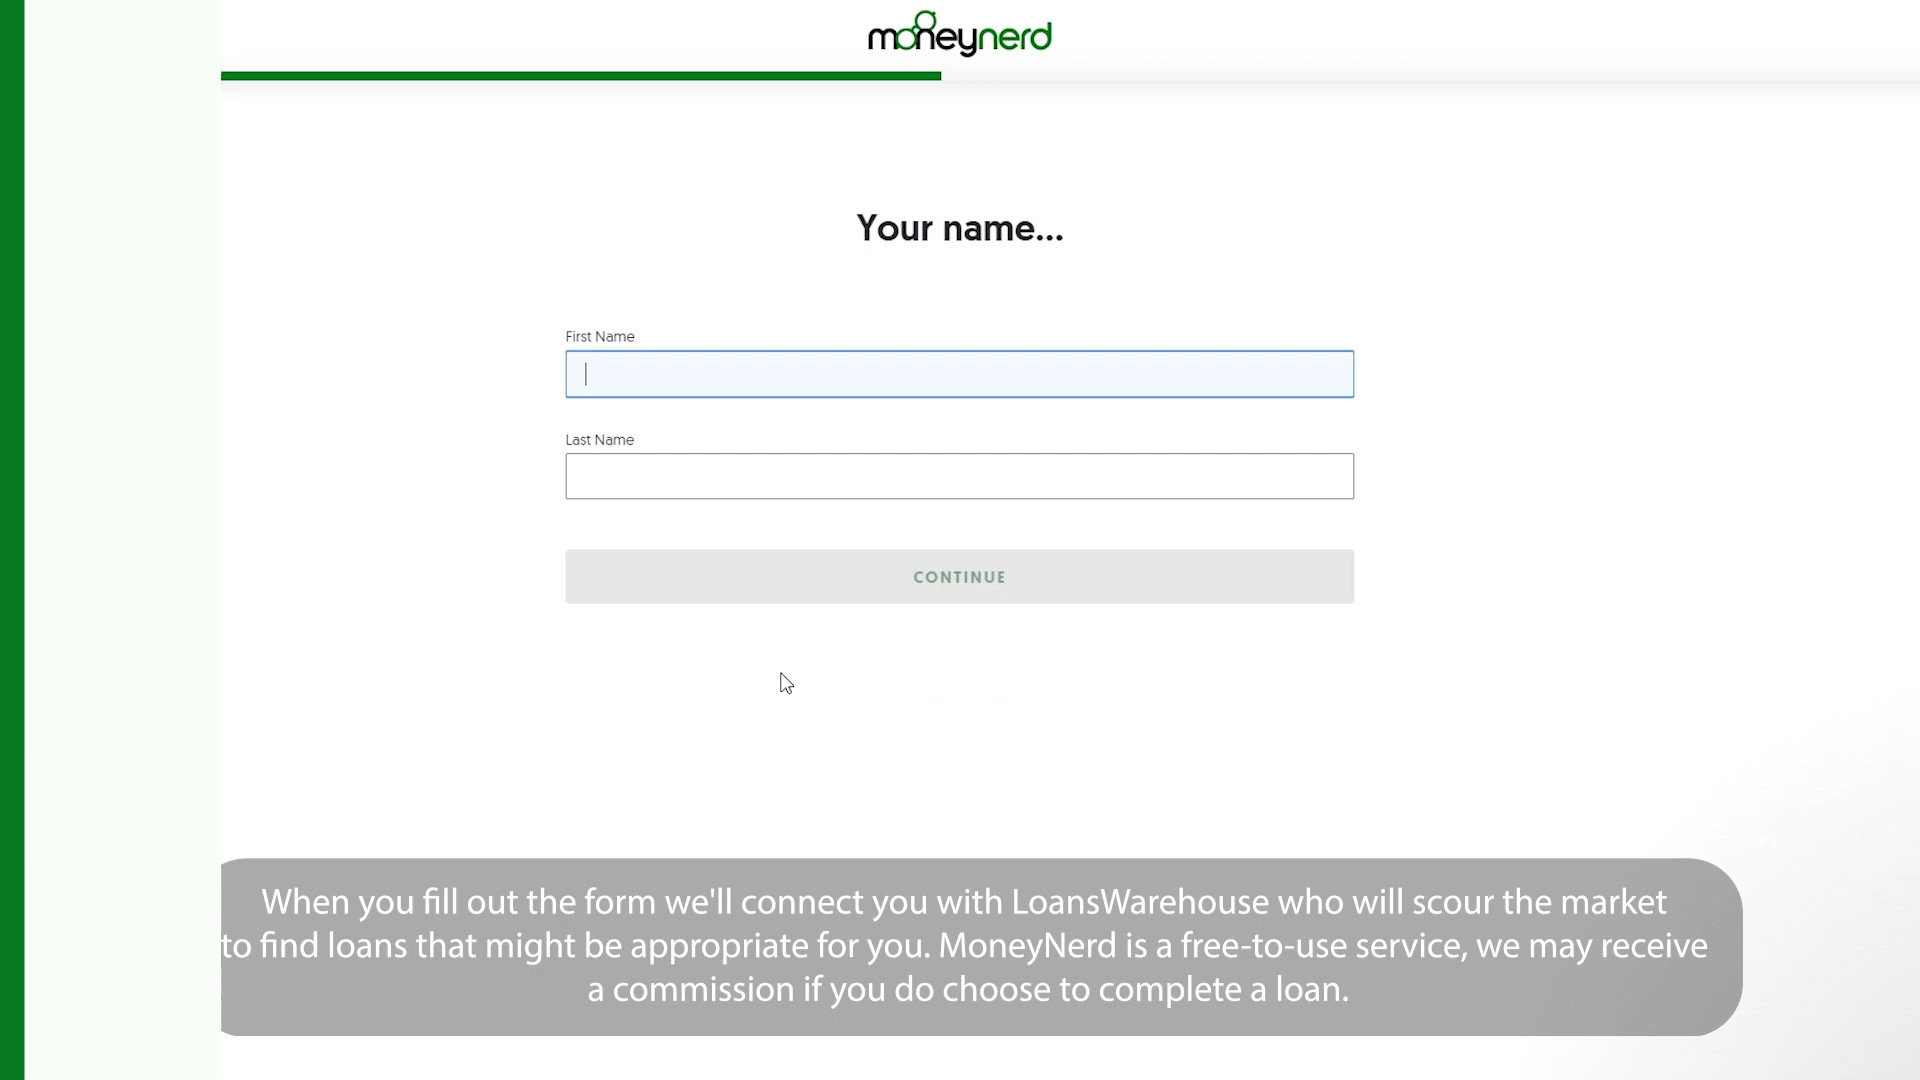 moneynerd
Your name...
First Name
Last Name
CONTINUE
When you fill out the form we'll connect you with LoansWarehouse who will scour the market
to find loans that might be appropriate for you. MoneyNerd is a free-to-use service, we may receive
a commission if you do choose to complete a loan.